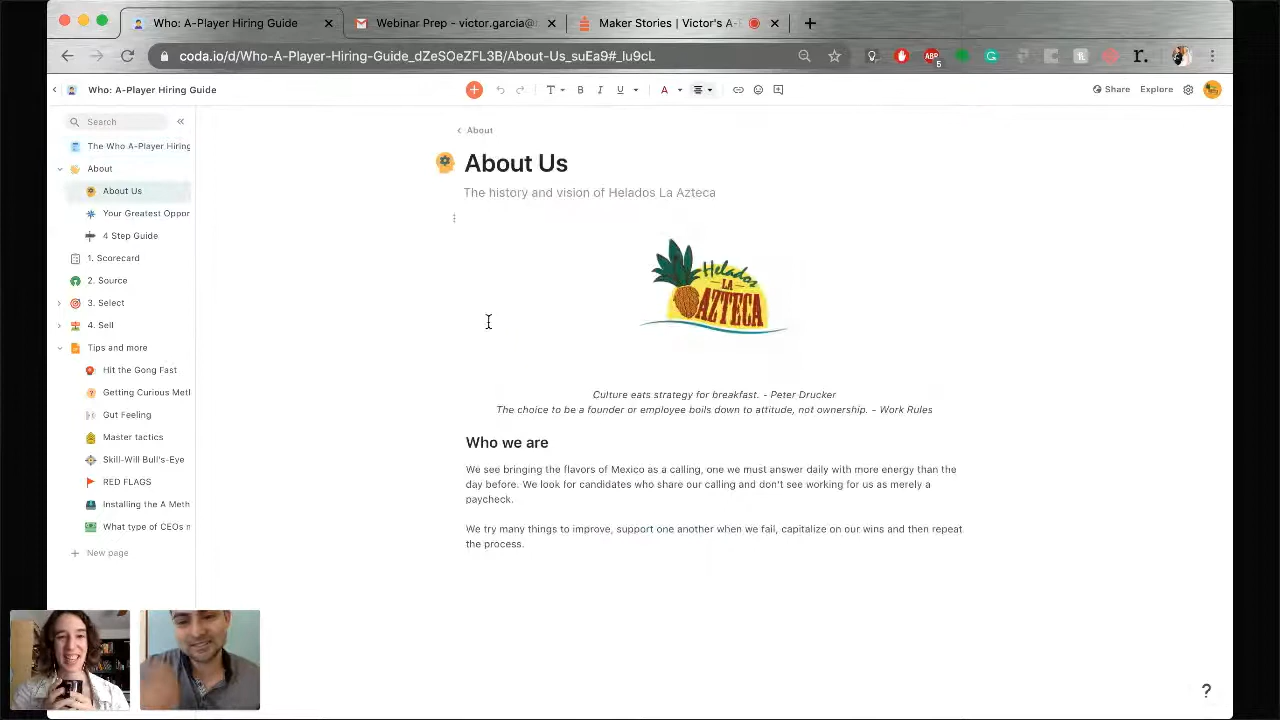 Who: A-Player Hiring Guide
Webinar Prep - victor.garcia@
Maker Stories | Victor's A-
coda.io/d/Who-A-Player-Hiring-Guide_dZeSOeZFL3B/About-Us_suEa9#_lu9cL
ABP
5
r.
Who: A-Player Hiring Guide
T
B
I
U
A
Share
Explore
Search
The Who A-Player Hiring
About
About Us
Your Greatest Oppor
4 Step Guide
1. Scorecard
2. Source
3. Select
4. Sell
Tips and more
Hit the Gong Fast
Getting Curious Metl
Gut Feeling
Master tactics
Skill-Will Bull's-Eye
RED FLAGS
Installing the A Meth
What type of CEOs n
New page
About
About Us
The history and vision of Helados La Azteca
Helados
LA
AZTECA
Culture eats strategy for breakfast. - Peter Drucker
The choice to be a founder or employee boils down to attitude, not ownership. - Work Rules
Who we are
We see bringing the flavors of Mexico as a calling, one we must answer daily with more energy than the
day before. We look for candidates who share our calling and don't see working for us as merely a
paycheck.
We try many things to improve, support one another when we fail, capitalize on our wins and then repeat
the process.
?